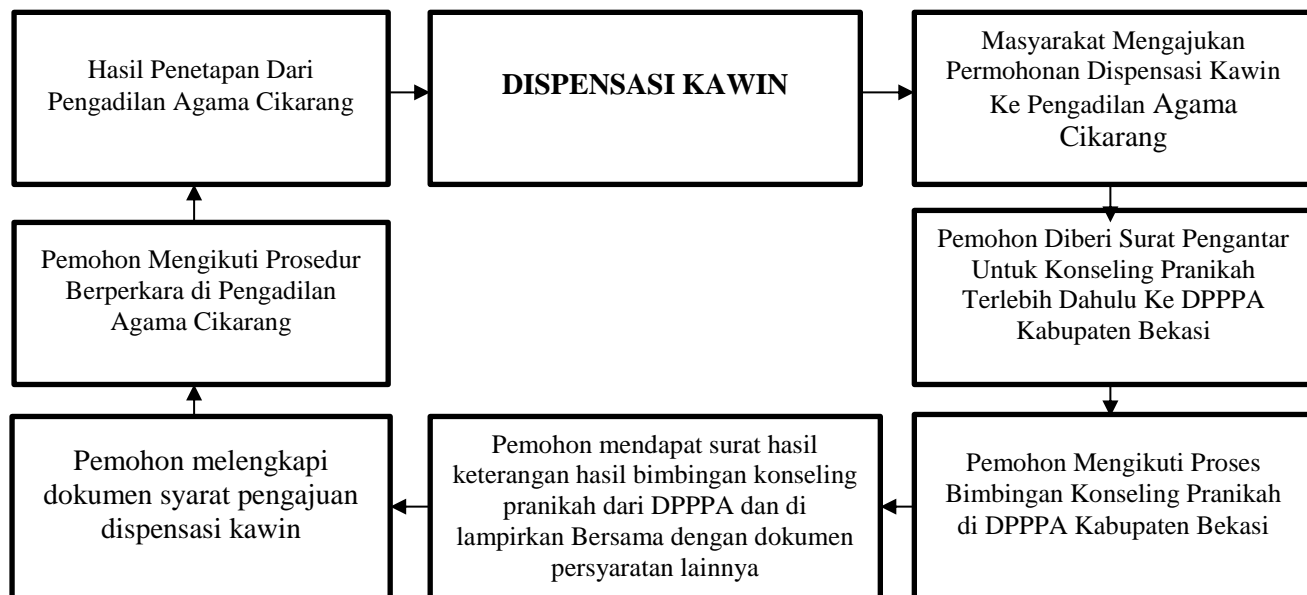 Hasil Penetapan Dari
Pengadilan Agama Cikarang
DISPENSASI KAWIN
Masyarakat Mengajukan
Permohonan Dispensasi Kawin
Ke Pengadilan Agama
Cikarang
Pemohon Mengikuti Prosedur
Berperkara di Pengadilan
Agama Cikarang
Pemohon Diberi Surat Pengantar
Untuk Konseling Pranikah
Terlebih Dahulu Ke DPPPA
Kabupaten Bekasi
Pemohon melengkapi
dokumen syarat pengajuan
dispensasi kawin
Pemohon mendapat surat hasil
keterangan hasil bimbingan konseling
pranikah dari DPPPA dan di
lampirkan Bersama dengan dokumen
persyaratan lainnya
Pemohon Mengikuti Proses
Bimbingan Konseling Pranikah
di DPPPA Kabupaten Bekasi